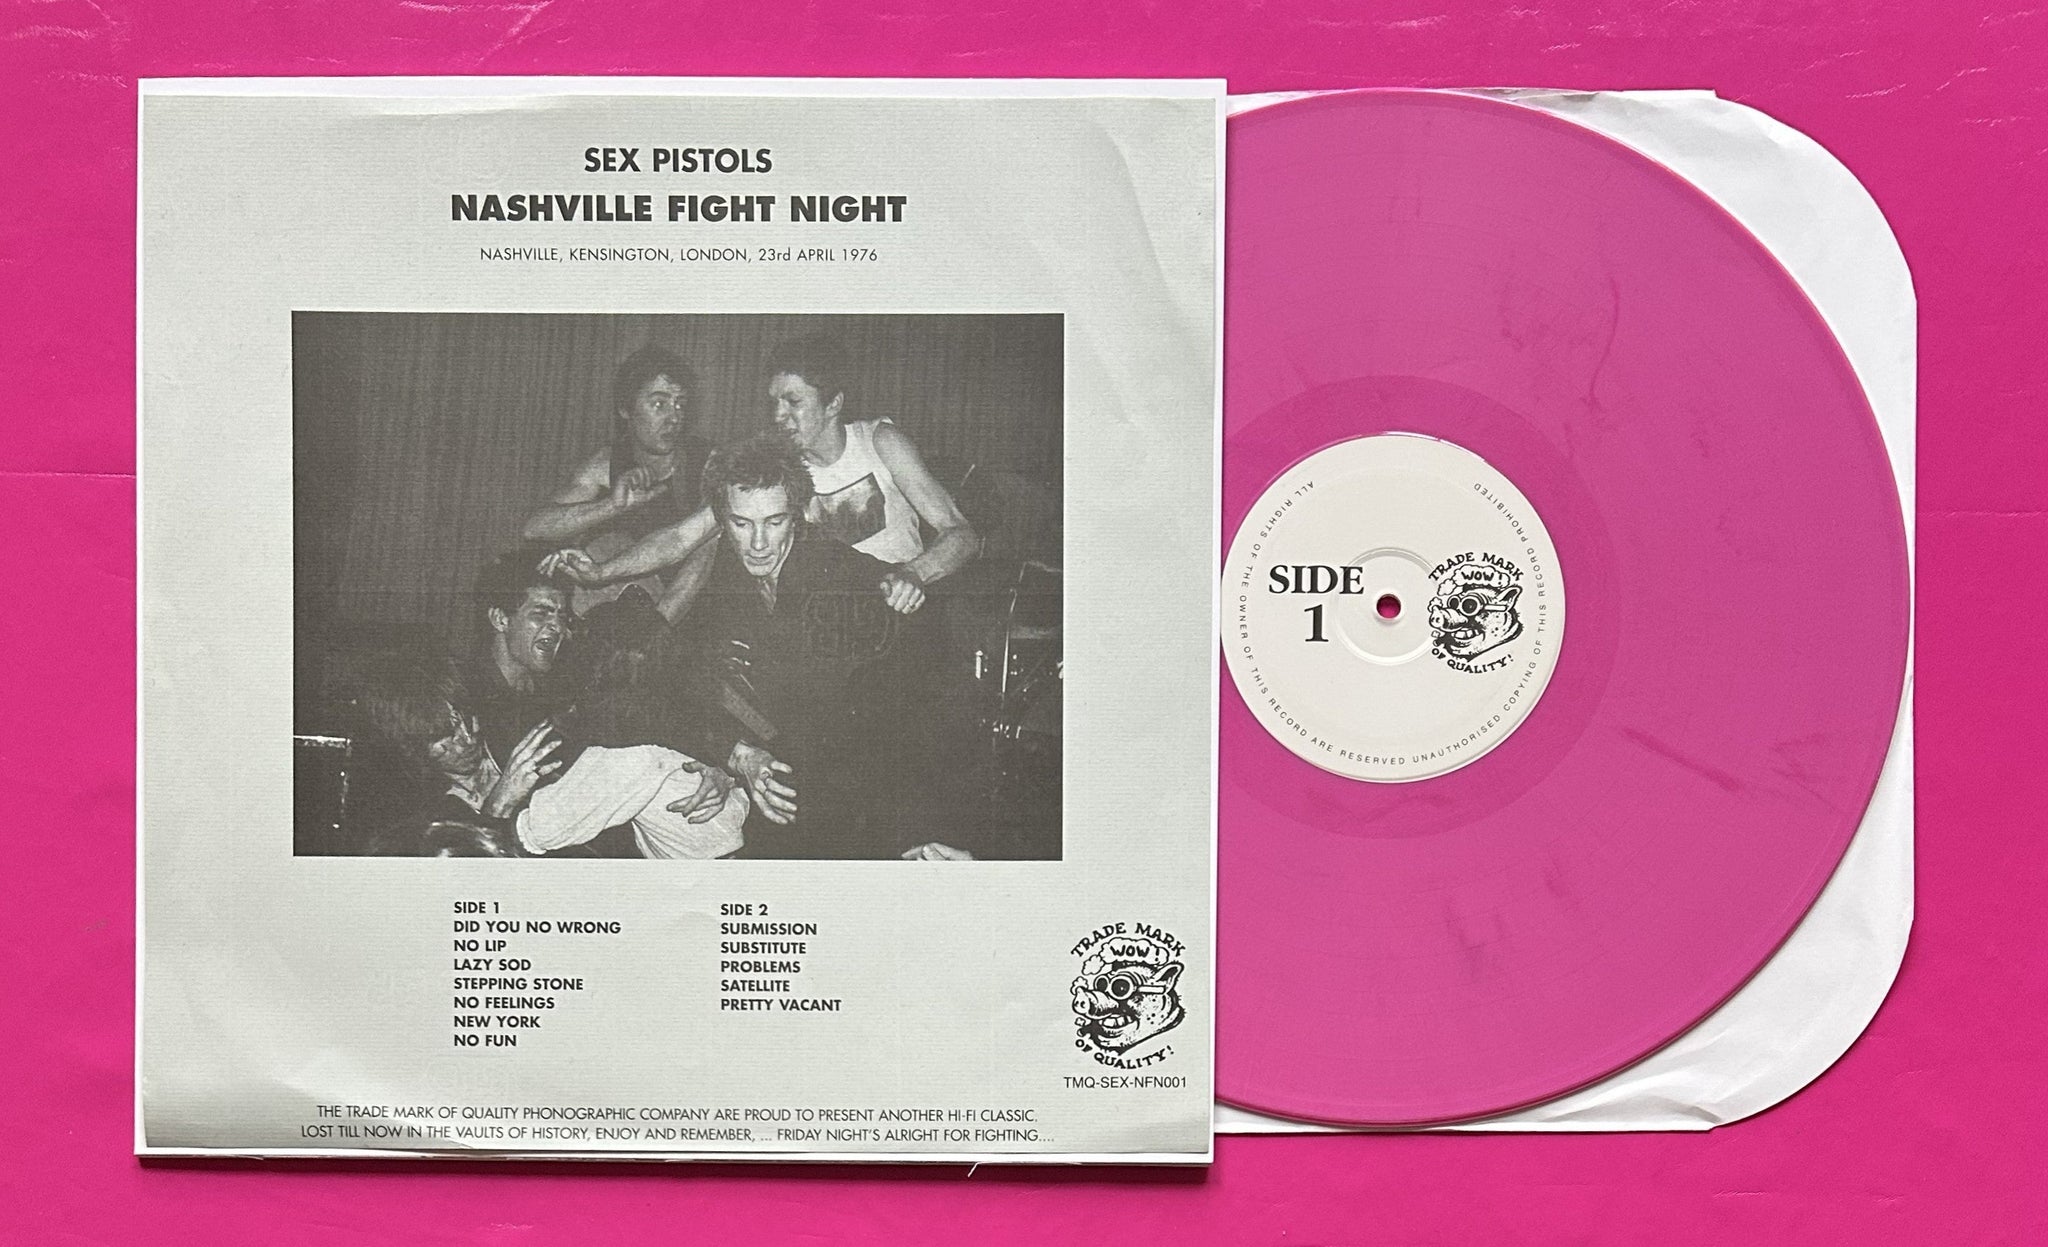 SEX PISTOLS
NASHVILLE FIGHT NIGHT
NASHVILLE, KENSINGTON, LONDON, 23rd APRIL 1976
SIDE 1
DID YOU NO WRONG
NO LIP
LAZY SOD
STEPPING STONE
NO FEELINGS
NEW YORK
NO FUN
SIDE 2
SUBMISSION
SUBSTITUTE
PROBLEMS
SATELLITE
PRETTY VACANT
TRADE MARK
WOW!
OF QUALITY!
TMQ-SEX-NFN001
THE TRADE MARK OF QUALITY PHONOGRAPHIC COMPANY ARE PROUD TO PRESENT ANOTHER HI-FI CLASSIC.
LOST TILL NOW IN THE VAULTS OF HISTORY, ENJOY AND REMEMBER, ... FRIDAY NIGHT'S ALRIGHT FOR FIGHTING....
ALL RIGHTS OF THE OWNER OF THIS RECORD ARE RESERVED UNAUTHORISED COPYING OF THIS RECORD PROHIBITED
SIDE
1
TRADE MARK
WOW!
OF QUALITY!